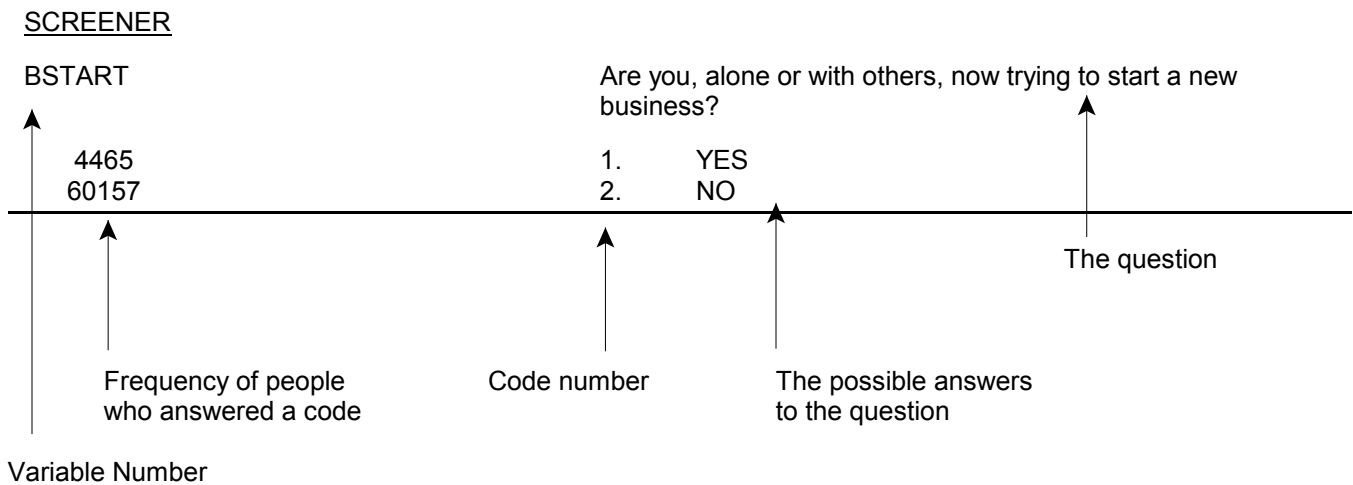 SCREENER
BSTART
Are you, alone or with others, now trying to start a new
business?
4465 1. YES
60157 2. NO
The question
Frequency of people
who answered a code
Code number
The possible answers
to the question
Variable Number